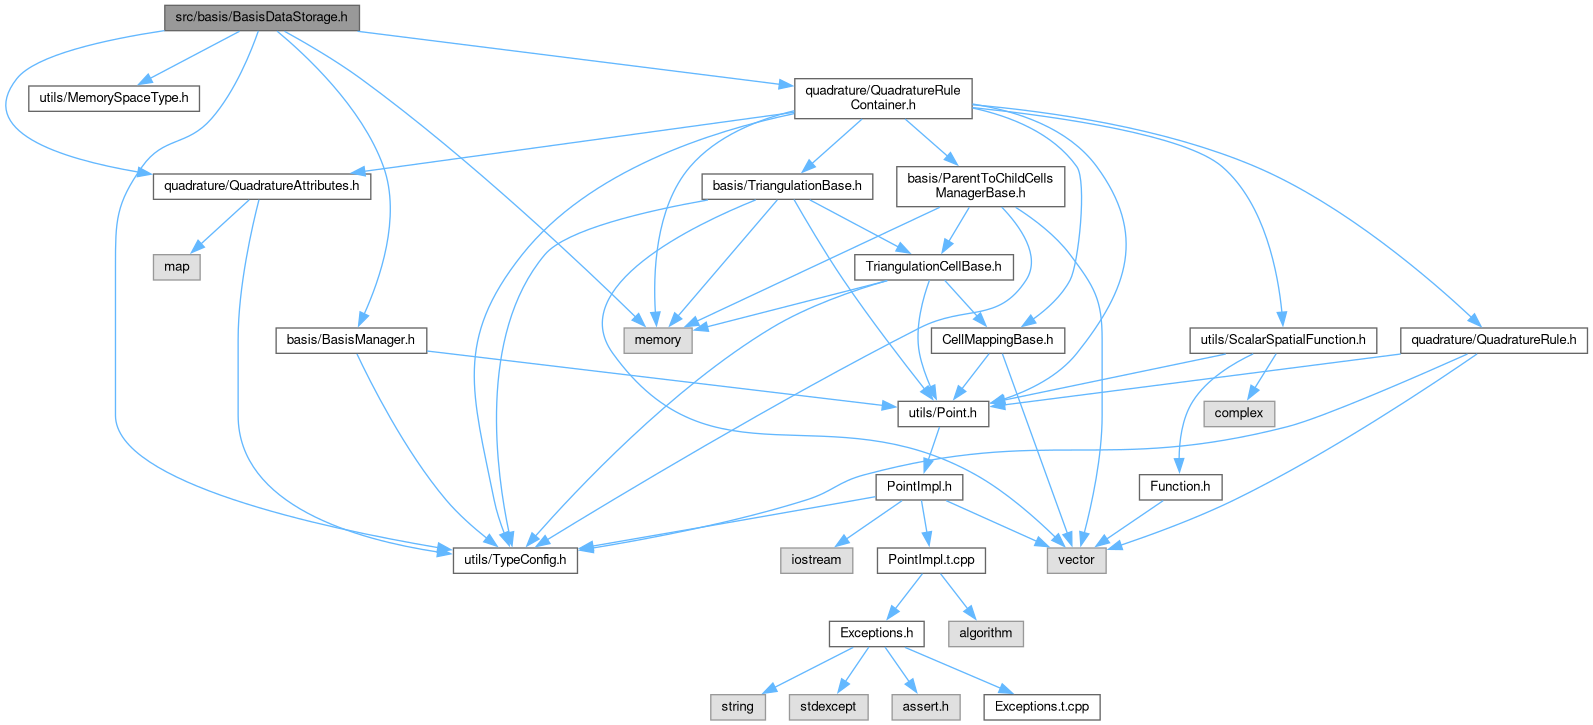 src/basis/BasisDataStorage.h
utils/MemorySpaceType.h
quadrature/QuadratureRule
Container.h
quadrature/QuadratureAttributes.h
basis/TriangulationBase.h
basis/ParentToChildCells
ManagerBase.h
map
TriangulationCellBase.h
basis/BasisManager.h
memory
CellMappingBase.h
utils/ScalarSpatialFunction.h
quadrature/QuadratureRule.h
utils/Point.h
complex
PointImpl.h
Function.h
utils/TypeConfig.h
iostream
PointImpl.t.cpp
vector
Exceptions.h
algorithm
string
stdexcept
assert.h
Exceptions.t.cpp